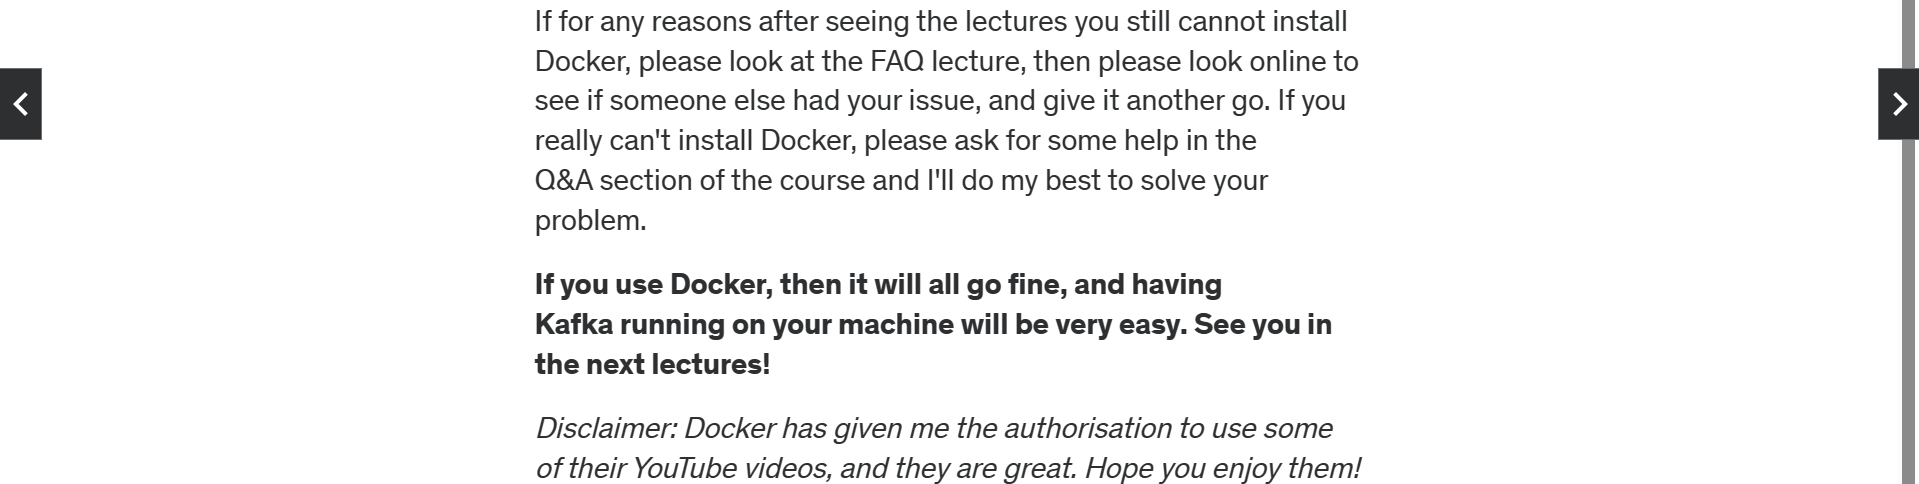 If for any reasons after seeing the lectures you still cannot install
Docker, please look at the FAQ lecture, then please look online to
see if someone else had your issue, and give it another go. If you
really can't install Docker, please ask for some help in the
Q&A section of the course and I'll do my best to solve your
problem.
If you use Docker, then it will all go fine, and having
Kafka running on your machine will be very easy. See you in
the next lectures!
Disclaimer: Docker has given me the authorisation to use some
of their YouTube videos, and they are great. Hope you enjoy them!